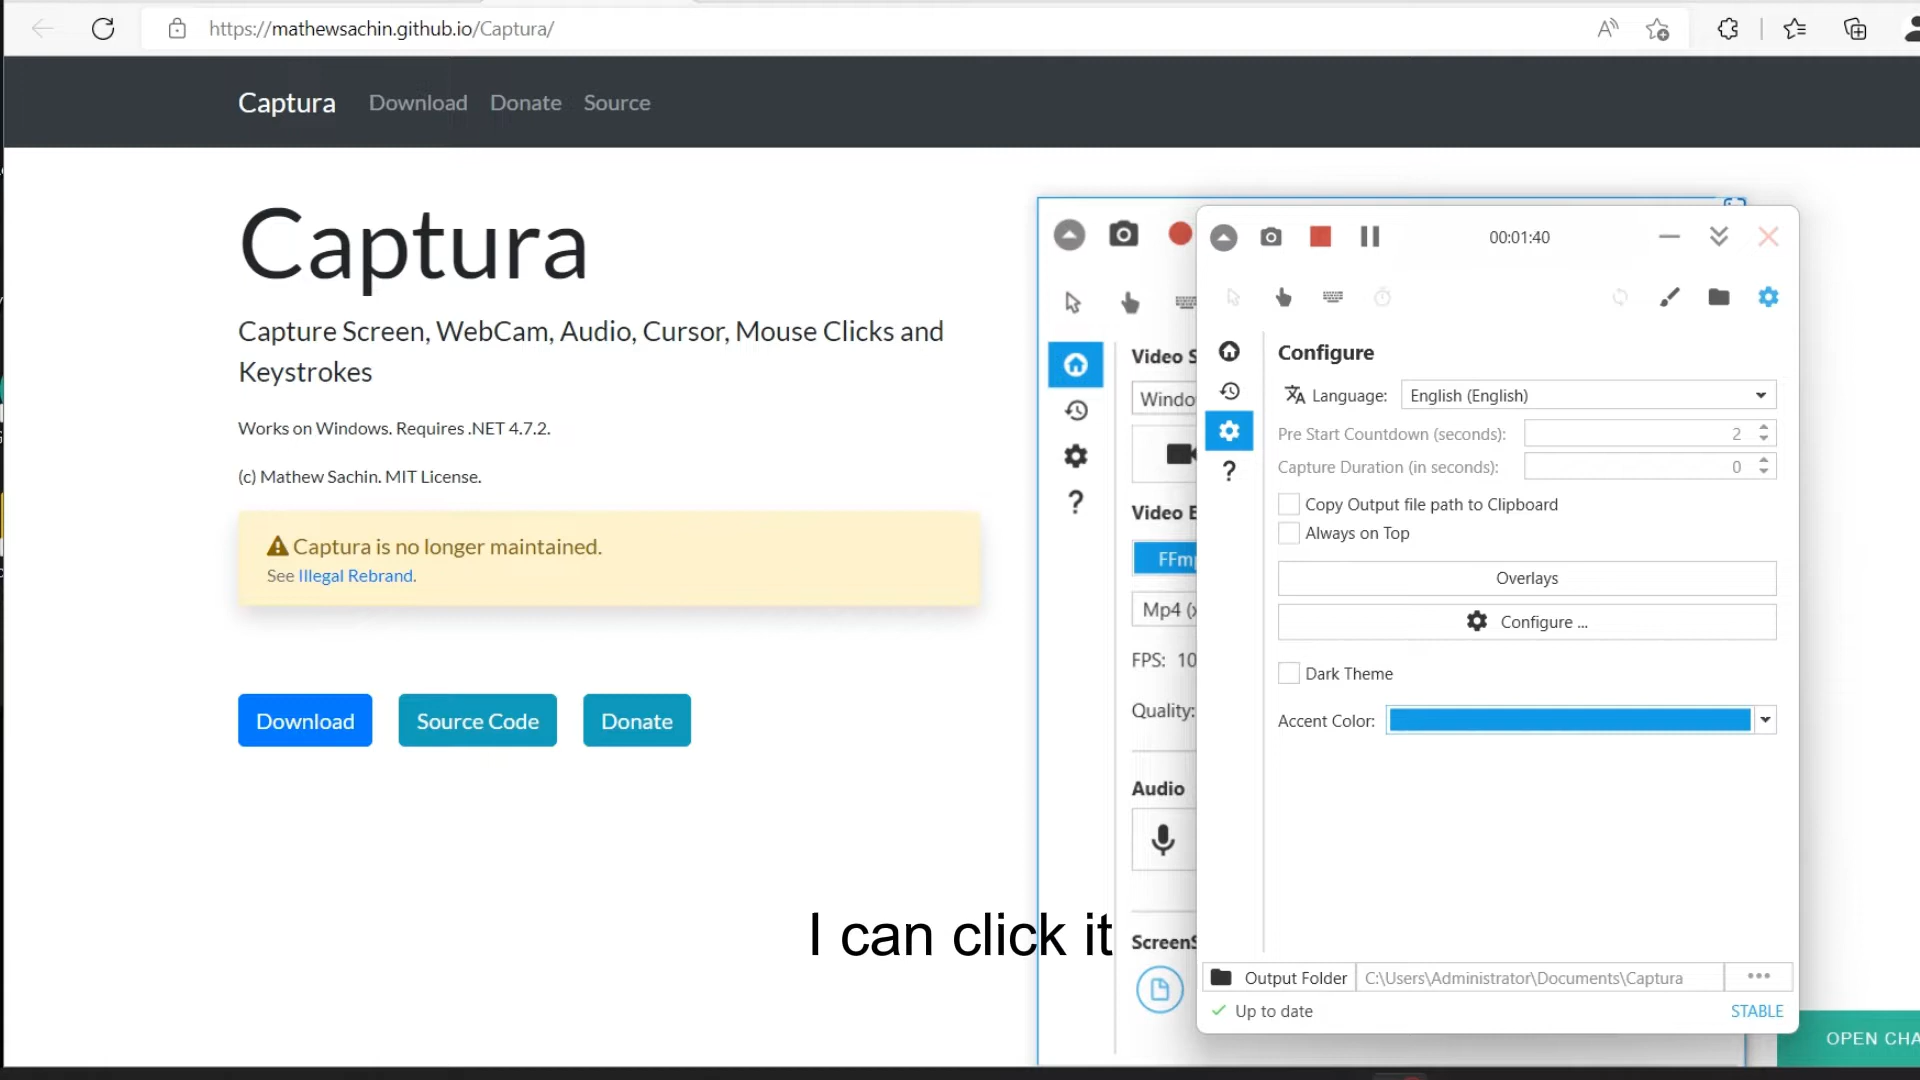 https://mathewsachin.github.io/Captura/
Captura Download Donate Source
Captura
Capture Screen, WebCam, Audio, Cursor, Mouse Clicks and
Keystrokes
Works on Windows. Requires .NET 4.7.2.
(c) Mathew Sachin. MIT License.
Captura is no longer maintained.
See Illegal Rebrand.
Download Source Code Donate
Video S
Windo
Video E
FFmp
Mp4 (x
FPS: 10
Quality:
Audio
ScreenS
00:01:40
Configure
Language: English (English)
Pre Start Countdown (seconds): 2
Capture Duration (in seconds): 0
Copy Output file path to Clipboard
Always on Top
Overlays
Configure ...
Dark Theme
Accent Color:
Output Folder C:\Users\Administrator\Documents\Captura ...
Up to date STABLE
OPEN CHA
I can click it